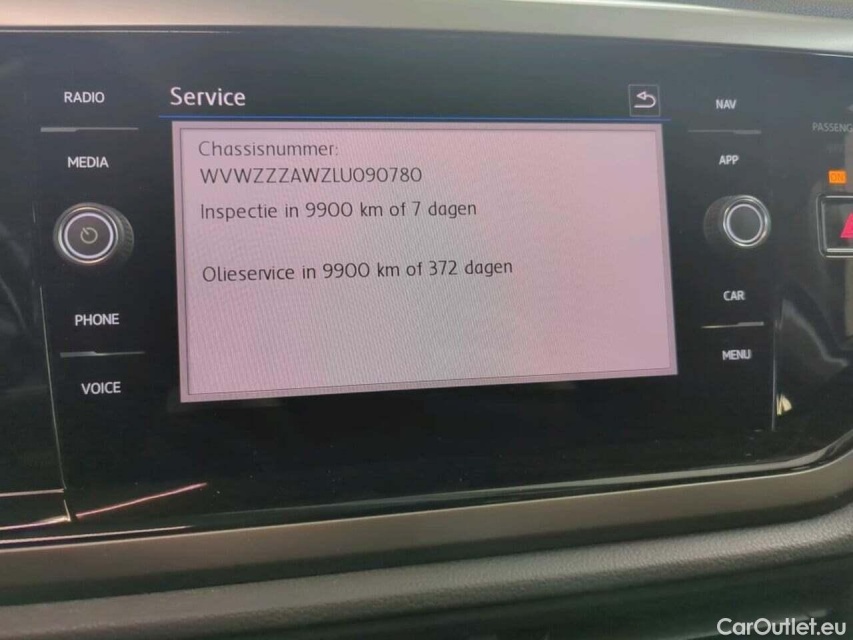 RADIO
MEDIA
PHONE
VOICE
Service
Chassisnummer:
WVWZZZAWZLU090780
Inspectie in 9900 km of 7 dagen
Olieservice in 9900 km of 372 dagen
NAV
APP
CAR
MENU
PASSENG
CarOutlet.eu